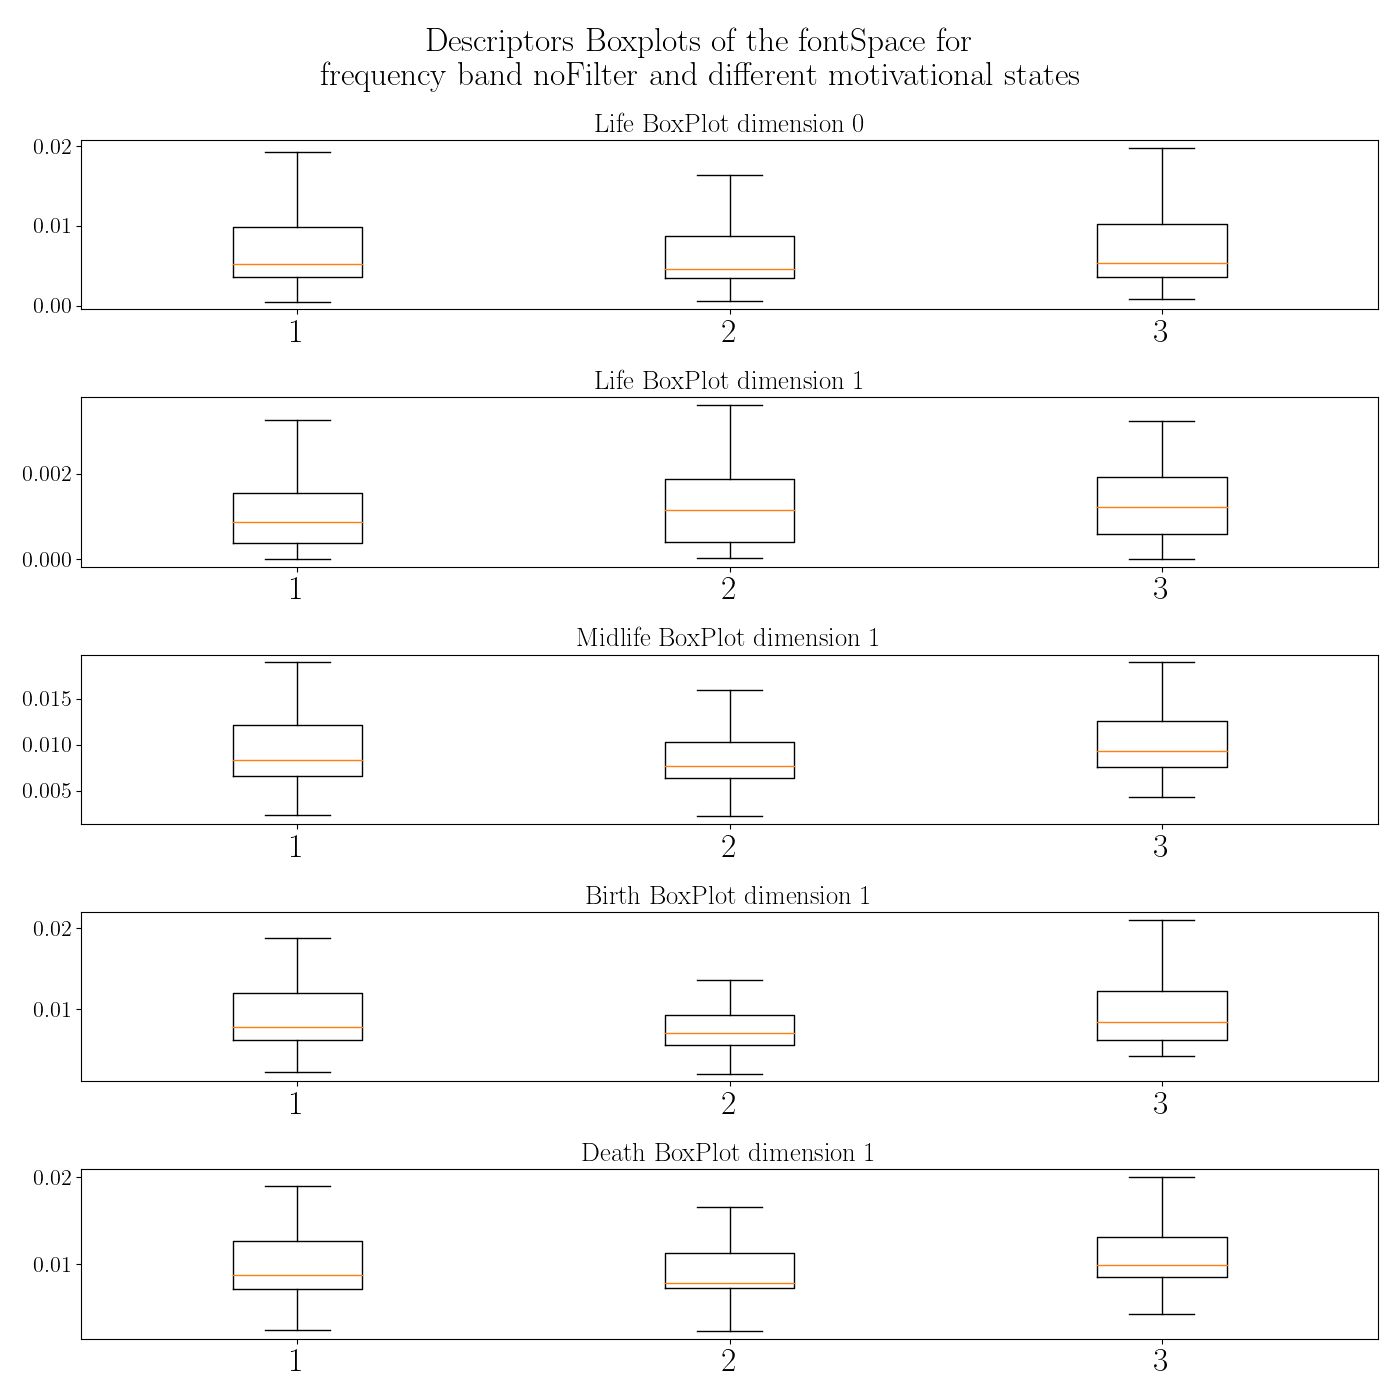 Descriptors Boxplots of the fontSpace for
frequency band noFilter and different motivational states
Life BoxPlot dimension 0
0.02
0.01
0.00
1 2 3
Life BoxPlot dimension 1
0.002
0.000
1 2 3
Midlife BoxPlot dimension 1
0.015
0.010
0.005
1 2 3
Birth BoxPlot dimension 1
0.02
0.01
1 2 3
Death BoxPlot dimension 1
0.02
0.01
1 2 3